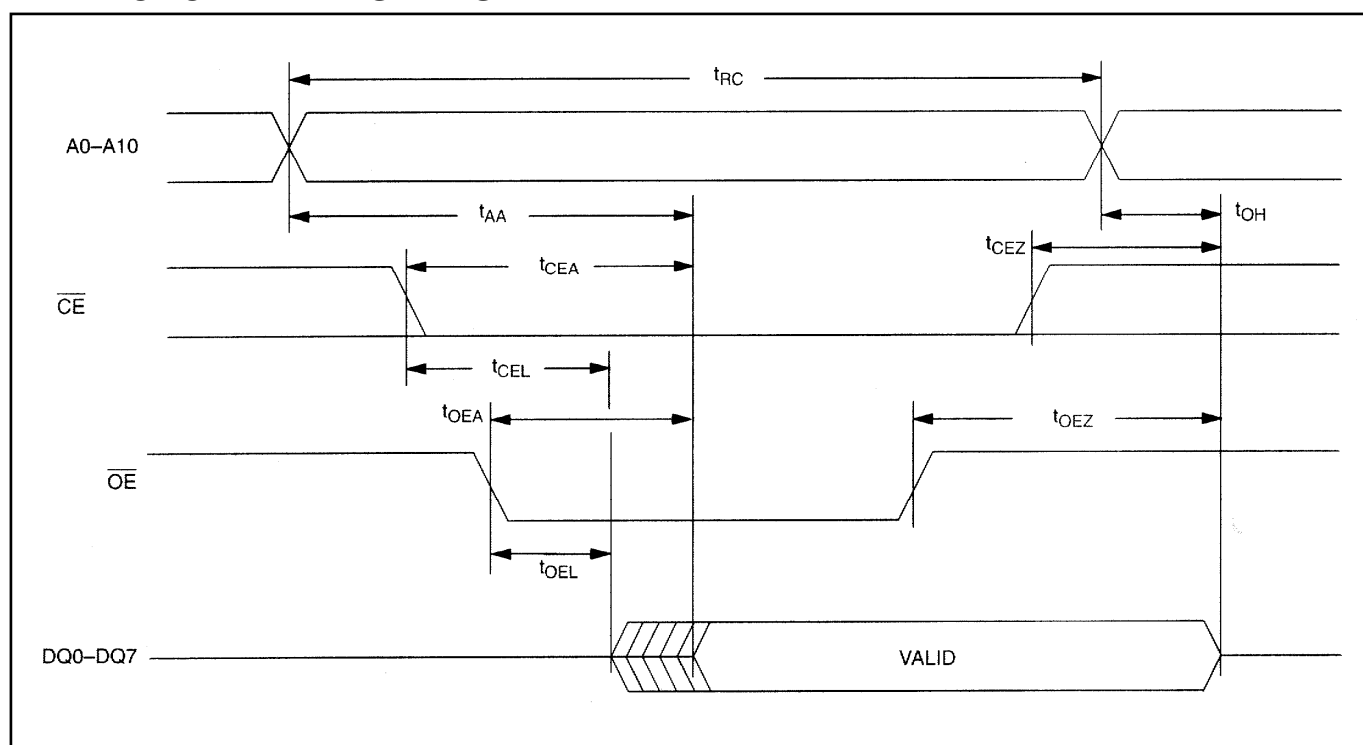 tRC
A0–A10
tAA
tOH
tCEZ
tCEA
CE
tCEL
tOEA
tOEZ
OE
tOEL
DQ0–DQ7
VALID